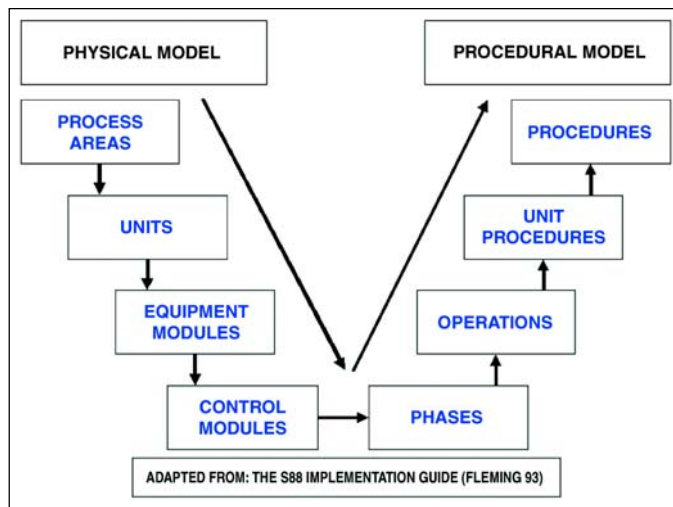 PHYSICAL MODEL
PROCEDURAL MODEL
PROCESS
AREAS
PROCEDURES
UNITS
UNIT
PROCEDURES
EQUIPMENT
MODULES
OPERATIONS
CONTROL
MODULES
PHASES
ADAPTED FROM: THE S88 IMPLEMENTATION GUIDE (FLEMING 93)